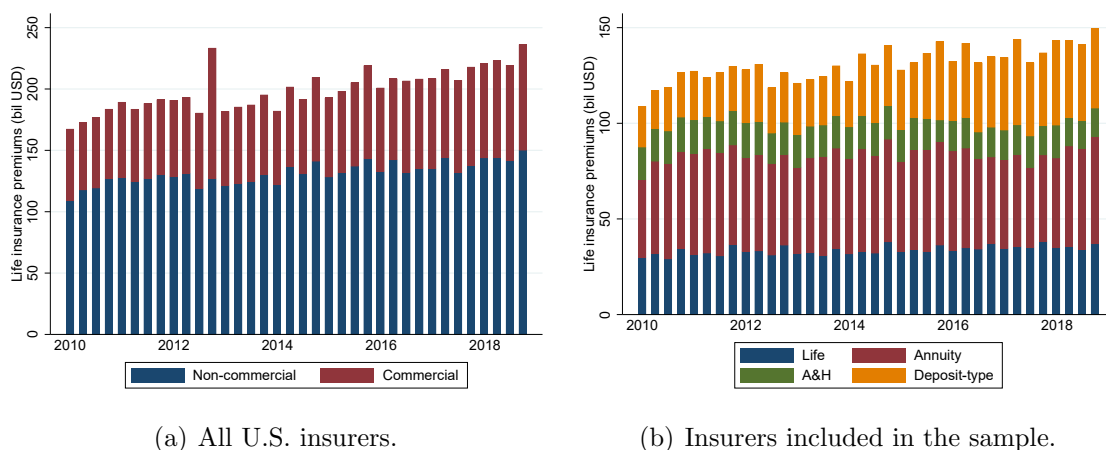 Life insurance premiums (bil USD)
250
200
150
100
50
0
2010 2012 2014 2016 2018
Non-commercial Commercial
(a) All U.S. insurers.
Life insurance premiums (bil USD)
150
100
50
0
2010 2012 2014 2016 2018
Life Annuity
A&H Deposit-type
(b) Insurers included in the sample.